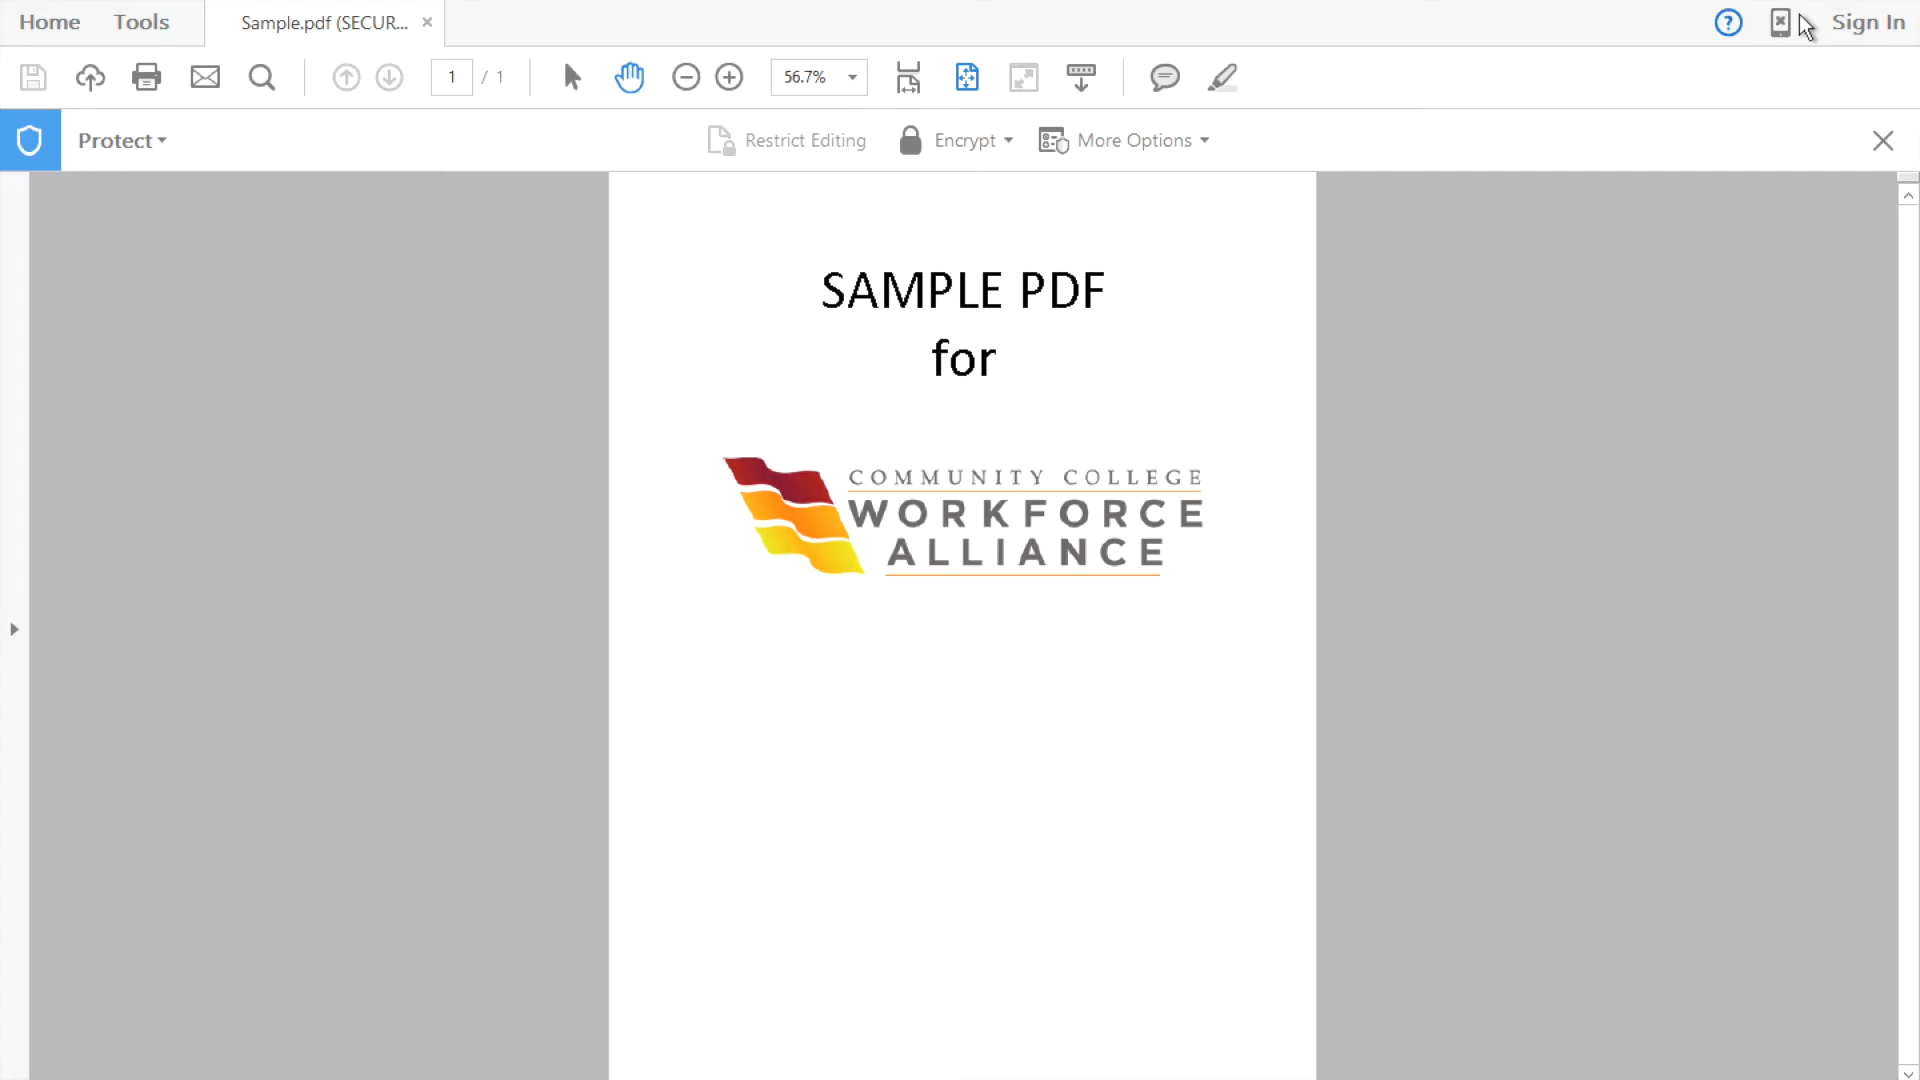 Home Tools Sample.pdf (SECUR... × ? Sign In
1 / 1 56.7%
Protect Restrict Editing Encrypt More Options
SAMPLE PDF
for
COMMUNITY COLLEGE
WORKFORCE
ALLIANCE